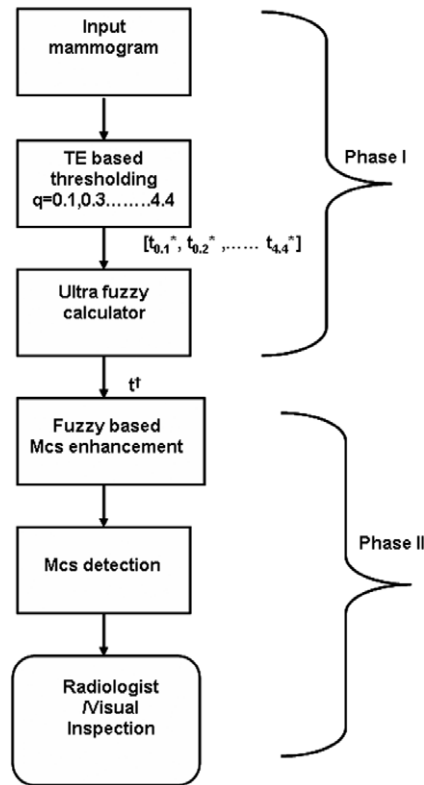 Input
mammogram
TE based
thresholding
q=0.1,0.3........4.4
Phase I
[t0.1*, t0.2* ,...... t4.4*]
Ultra fuzzy
calculator
t†
Fuzzy based
Mcs enhancement
Phase II
Mcs detection
Radiologist
/Visual
Inspection